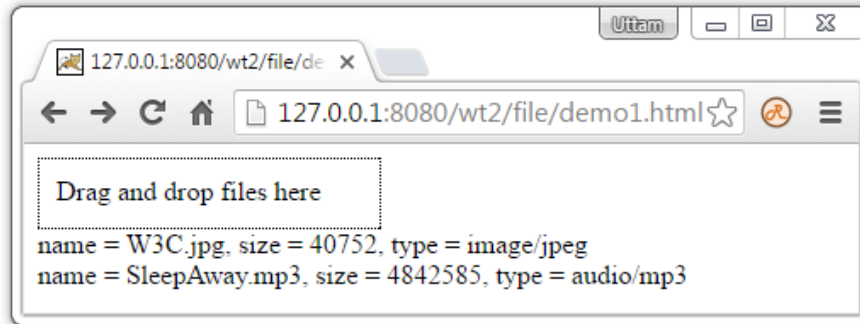 Uttam
127.0.0.1:8080/wt2/file/de
127.0.0.1:8080/wt2/file/demo1.html
Drag and drop files here
name = W3C.jpg, size = 40752, type = image/jpeg
name = SleepAway.mp3, size = 4842585, type = audio/mp3